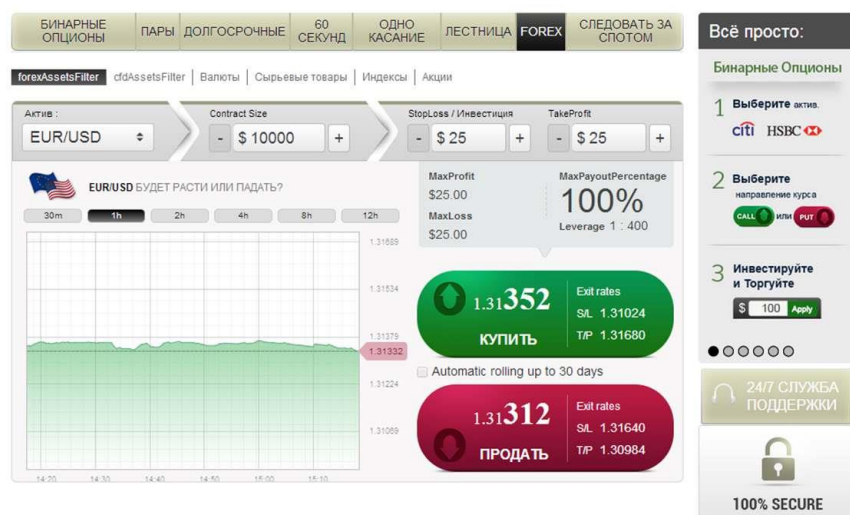 БИНАРНЫЕ ОПЦИОНЫ
ПАРЫ
ДОЛГОСРОЧНЫЕ
60 СЕКУНД
ОДНО КАСАНИЕ
ЛЕСТНИЦА
FOREX
СЛЕДОВАТЬ ЗА СПОТОМ
forexAssetsFilter
cfdAssetsFilter | Валюты | Сырьевые товары | Индексы | Акции
Актив :
EUR/USD
Contract Size
- $ 10000 +
StopLoss / Инвестиция
- $ 25 +
TakeProfit
- $ 25 +
EUR/USD БУДЕТ РАСТИ ИЛИ ПАДАТЬ?
30m 1h 2h 4h 8h 12h
1.31689
1.31534
1.31379
1.31332
1.31224
1.31069
14:20 14:30 14:40 14:50 15:00 15:10
MaxProfit
$25.00
MaxLoss
$25.00
MaxPayoutPercentage
100%
Leverage 1 : 400
1.31352
КУПИТЬ
Exit rates
S/L 1.31024
T/P 1.31680
Automatic rolling up to 30 days
1.31312
ПРОДАТЬ
Exit rates
S/L 1.31640
T/P 1.30984
Всё просто:
Бинарные Опционы
1 Выберите актив.
citi HSBC
2 Выберите
направление курса
CALL или PUT
3 Инвестируйте
и Торгуйте
$ 100 Apply
24/7 СЛУЖБА
ПОДДЕРЖКИ
100% SECURE